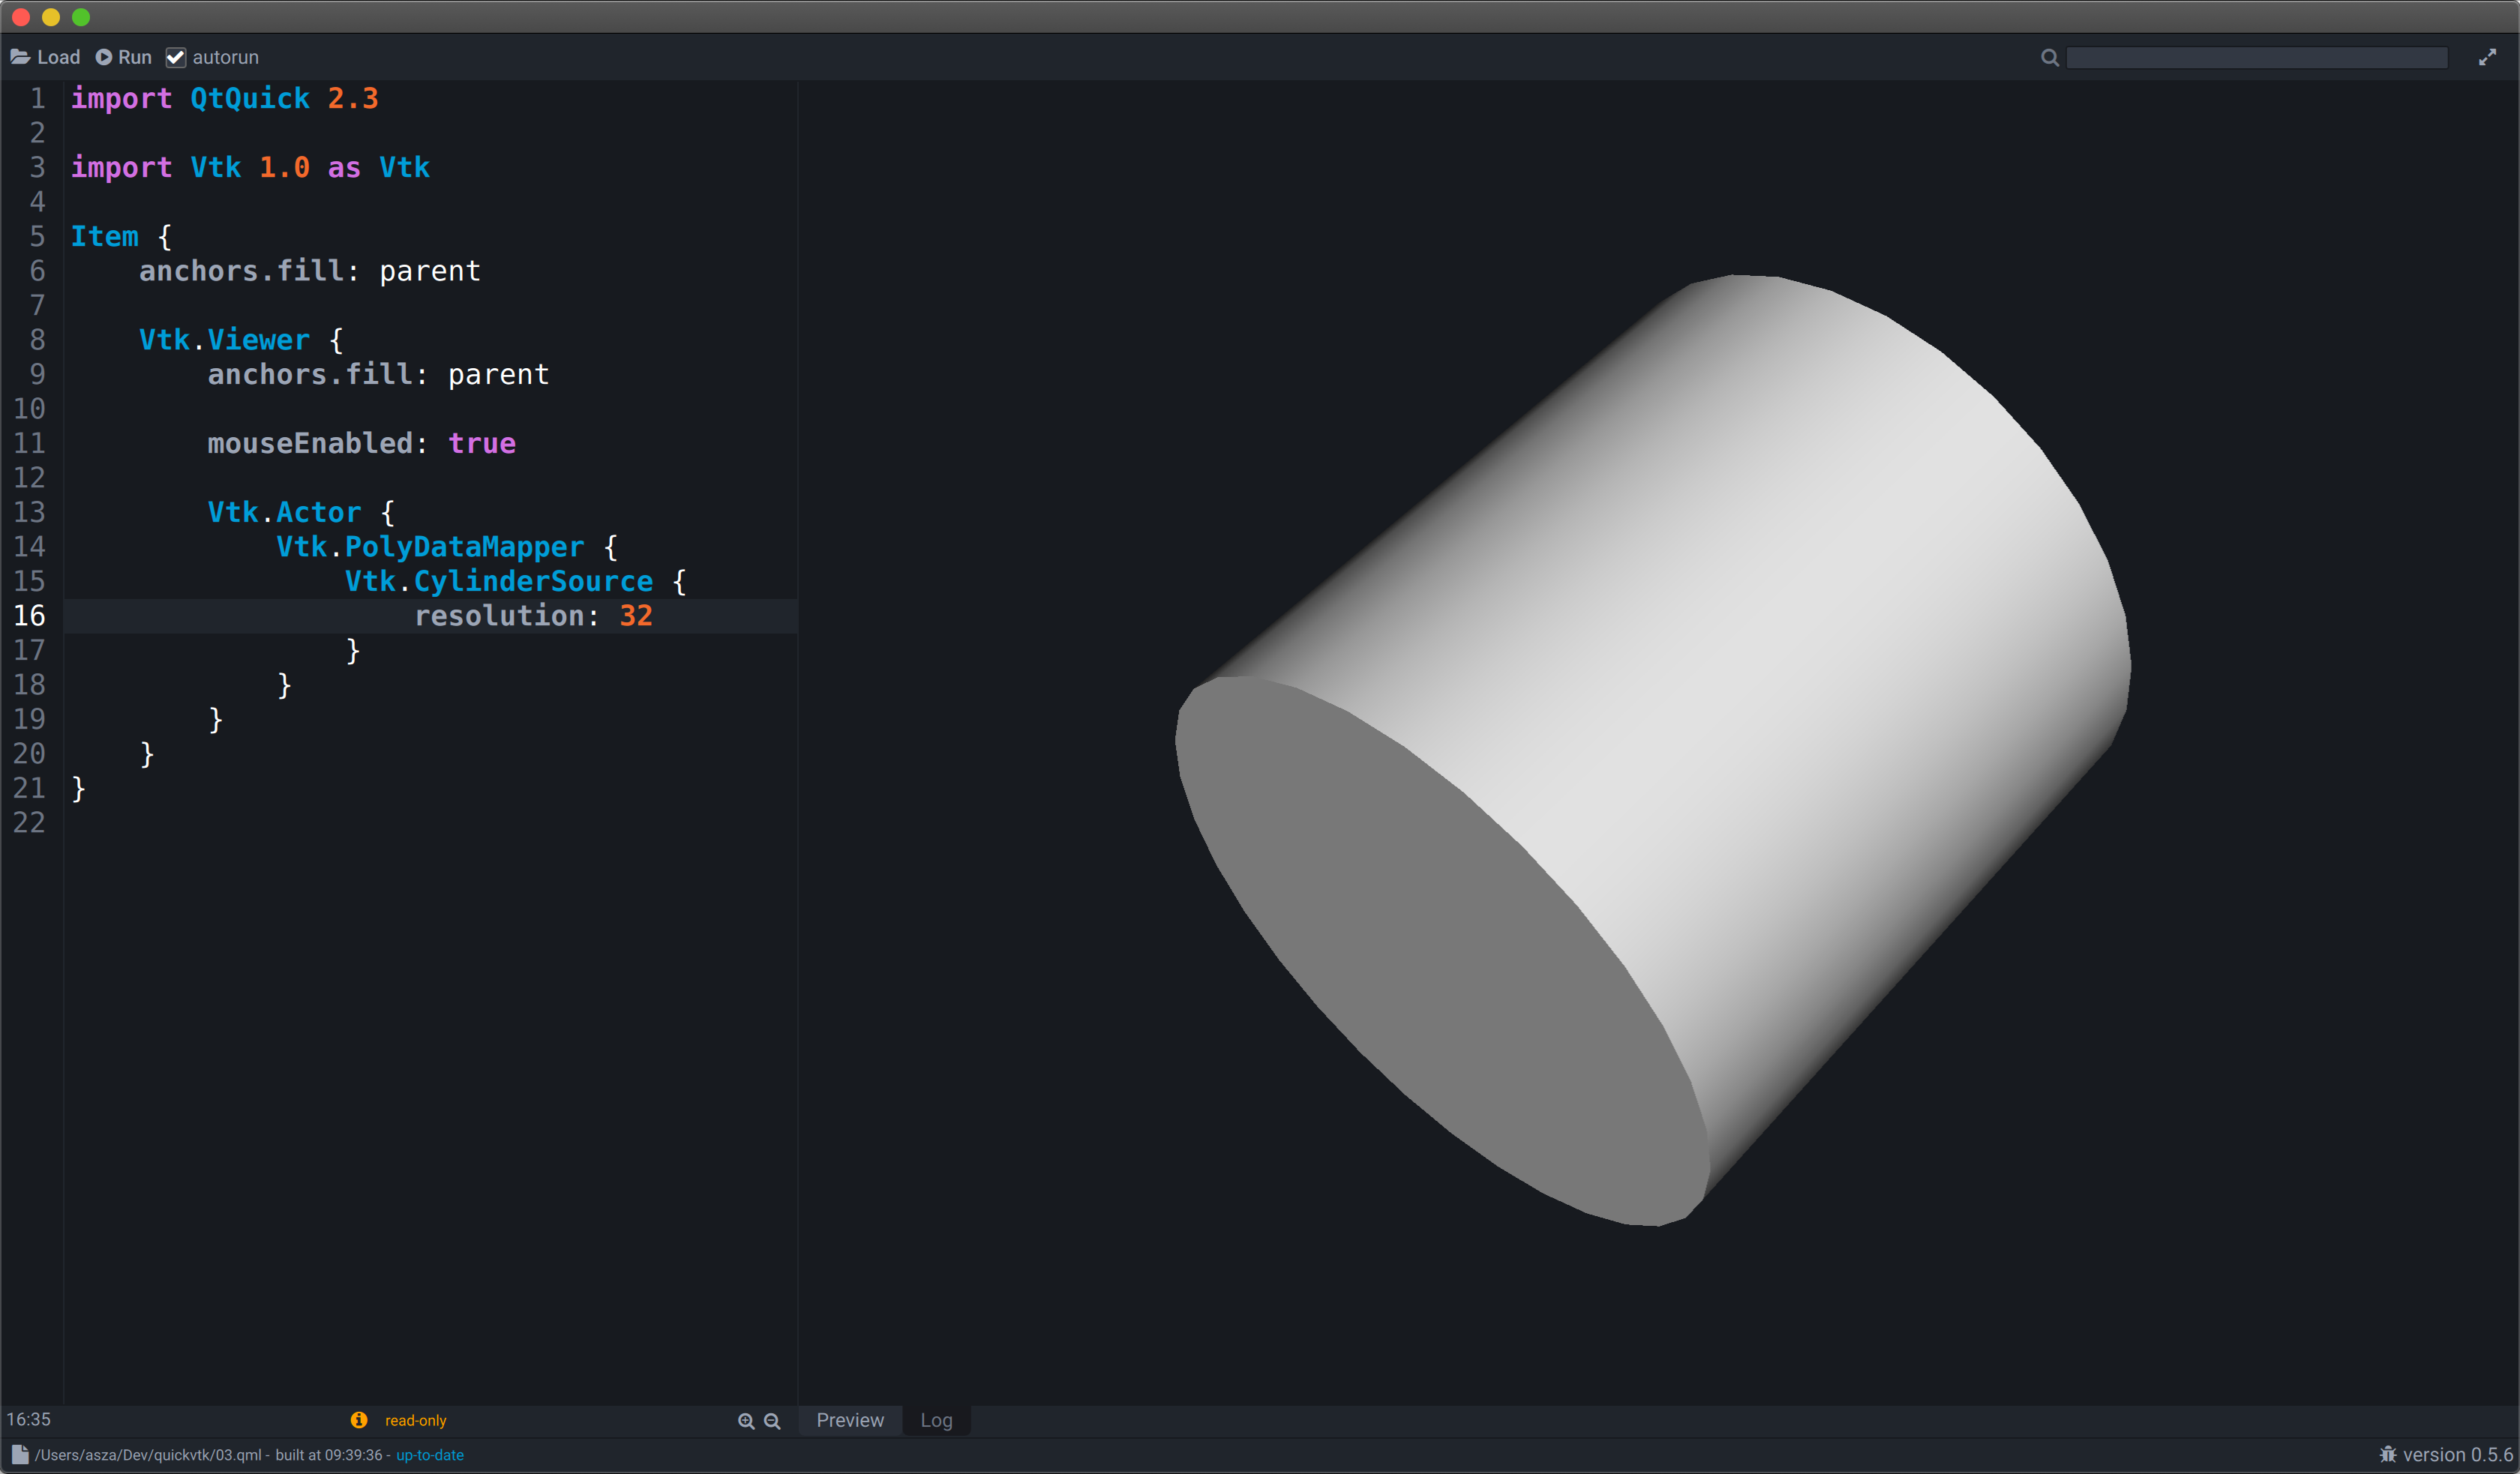 Load Run autorun
1 import QtQuick 2.3
2
3 import Vtk 1.0 as Vtk
4
5 Item {
6 anchors.fill: parent
7
8 Vtk.Viewer {
9 anchors.fill: parent
10
11 mouseEnabled: true
12
13 Vtk.Actor {
14 Vtk.PolyDataMapper {
15 Vtk.CylinderSource {
16 resolution: 32
17 }
18 }
19 }
20 }
21 }
22
16:35 read-only Preview Log
/Users/asza/Dev/quickvtk/03.qml - built at 09:39:36 - up-to-date version 0.5.6